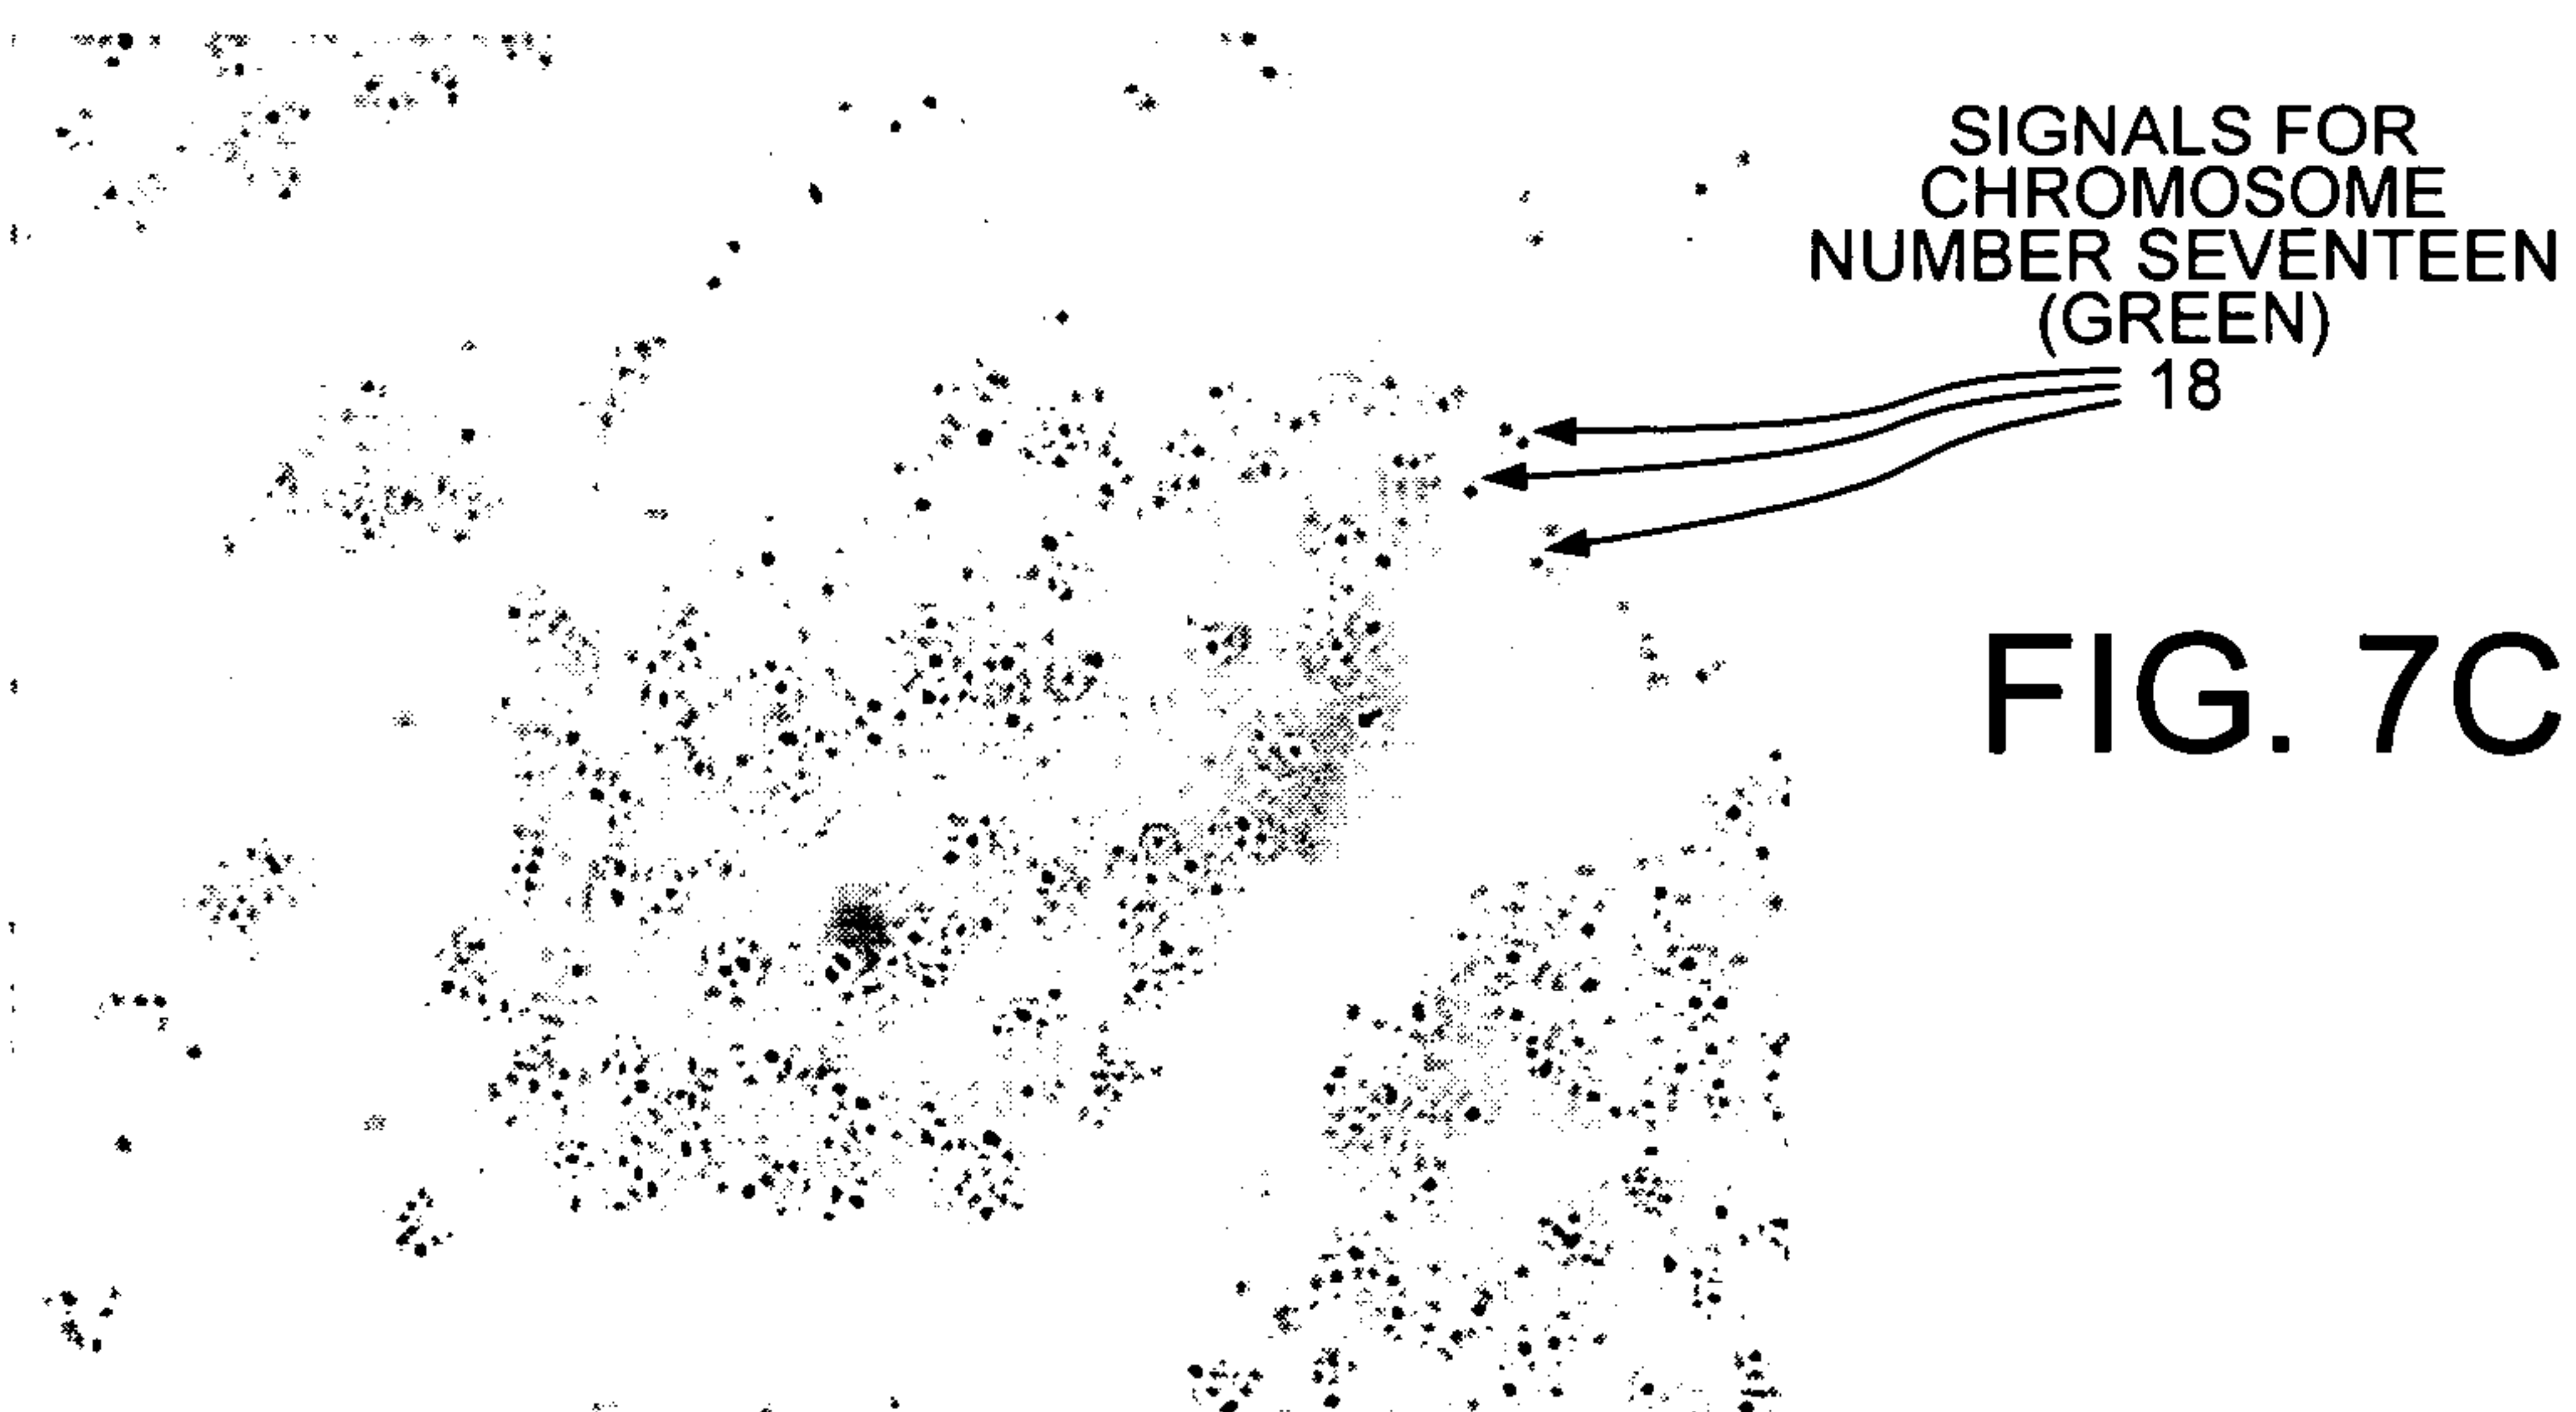 SIGNALS FOR
CHROMOSOME
NUMBER SEVENTEEN
(GREEN)
18
FIG. 7C